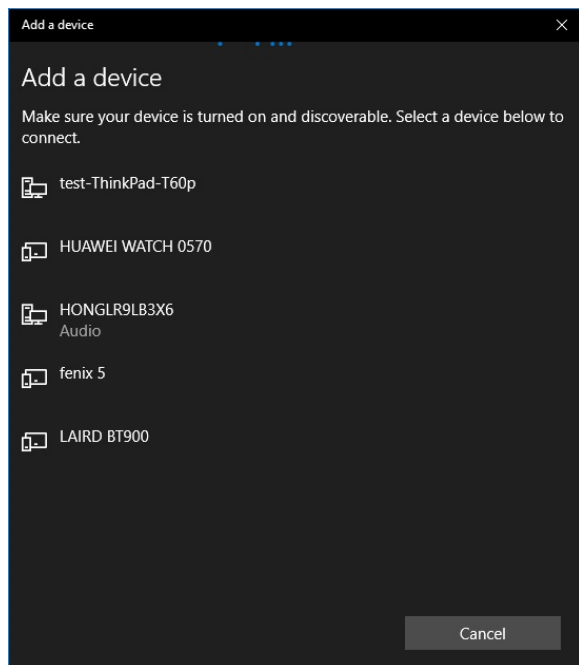 Add a device
Add a device
Make sure your device is turned on and discoverable. Select a device below to
connect.
test-ThinkPad-T60p
HUAWEI WATCH 0570
HONGLR9LB3X6
Audio
fenix 5
LAIRD BT900
Cancel